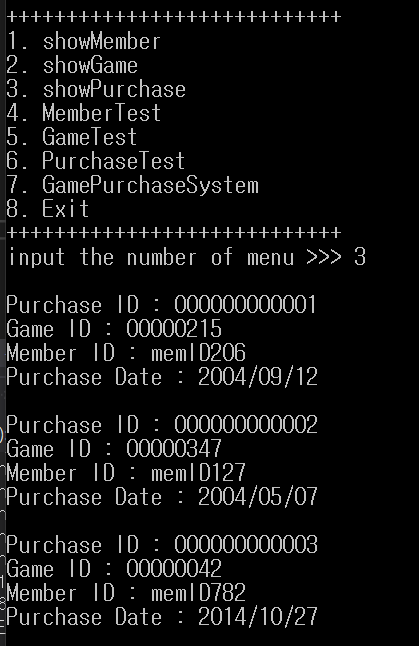 ++++++++++++++++++++++++++++
1. showMember
2. showGame
3. showPurchase
4. MemberTest
5. GameTest
6. PurchaseTest
7. GamePurchaseSystem
8. Exit
++++++++++++++++++++++++++++
input the number of menu >>> 3
Purchase ID : 000000000001
Game ID : 00000215
Member ID : memID206
Purchase Date : 2004/09/12
Purchase ID : 000000000002
Game ID : 00000347
Member ID : memID127
Purchase Date : 2004/05/07
Purchase ID : 000000000003
Game ID : 00000042
Member ID : memID782
Purchase Date : 2014/10/27